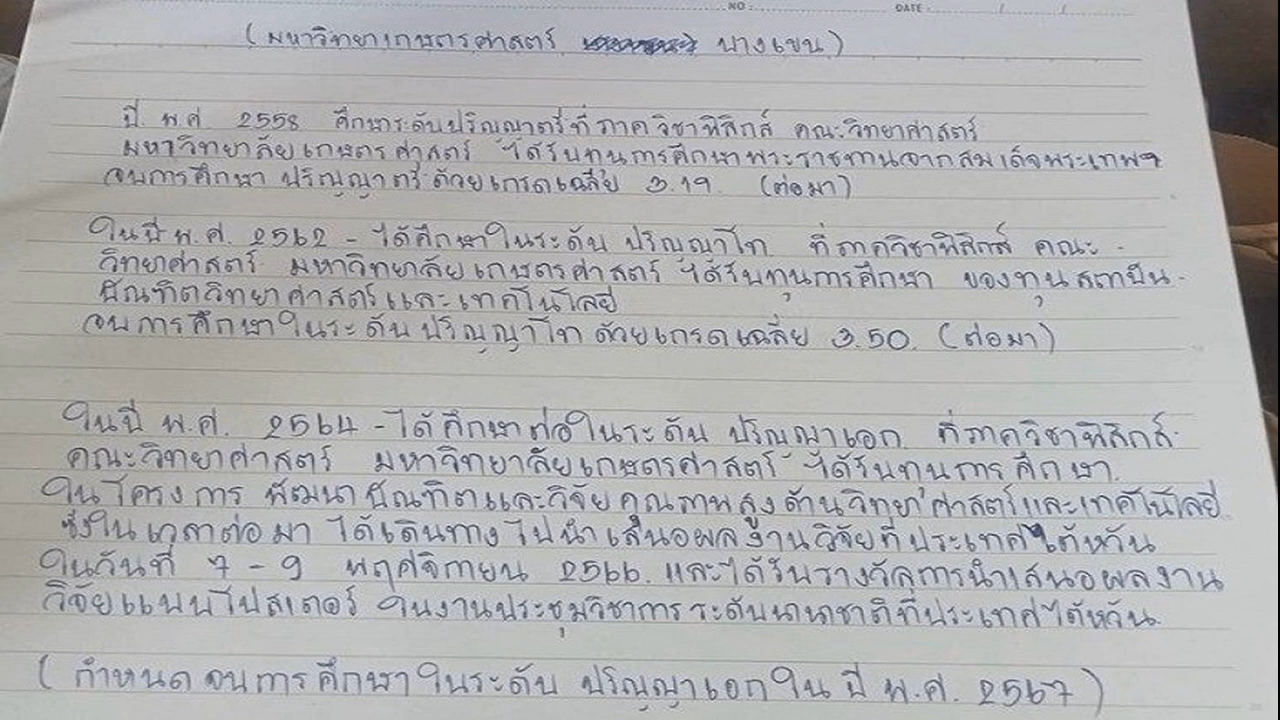 NO. DATE
(มหาวิทยาเกษตรศาสตร์ บางเขน)
ปี พ.ศ 2558 ศึกษาระดับปริญญาตรีที่ภาควิชาฟิสิกส์ คณะวิทยาศาสตร์
มหาวิทยาลัยเกษตรศาสตร์ ได้รับทุนการศึกษาพระราชทานจากสมเด็จพระเทพฯ
จบการศึกษา ปริญญาตรีด้วยเกรดเฉลี่ย 3.19. (ต่อมา)
ในปี พ.ศ. 2562 - ได้ศึกษาในระดับ ปริญญาโท ที่ภาควิชาฟิสิกส์ คณะ
วิทยาศาสตร์ มหาวิทยาลัยเกษตรศาสตร์ ได้รับทุนการศึกษา ของทุนสถาบัน
บัณฑิตวิทยาศาสตร์และเทคโนโลยี
จบการศึกษาในระดับปริญญาโท ด้วยเกรดเฉลี่ย 3.50. (ต่อมา)
ในปี พ.ศ. 2564 - ได้ศึกษาต่อในระดับ ปริญญาเอก ที่ภาควิชาฟิสิกส์
คณะวิทยาศาสตร์ มหาวิทยาลัยเกษตรศาสตร์ ได้รับทุนการศึกษา
ในโครงการ พัฒนาบัณฑิตและวิจัยคุณภาพสูงด้านวิทยาศาสตร์และเทคโนโลยี
ซึ่งในเวลาต่อมา ได้เดินทางไปนำเสนอผลงานวิจัยที่ประเทศไต้หวัน
ในวันที่ 7 - 9 พฤศจิกายน 2566. และได้รับรางวัลการนำเสนอผลงาน
วิจัยแบบโปสเตอร์ ในงานประชุมวิชาการระดับนานาชาติที่ประเทศไต้หวัน
(กำหนดจบการศึกษาในระดับ ปริญญาเอกใน ปี พ.ศ. 2567)